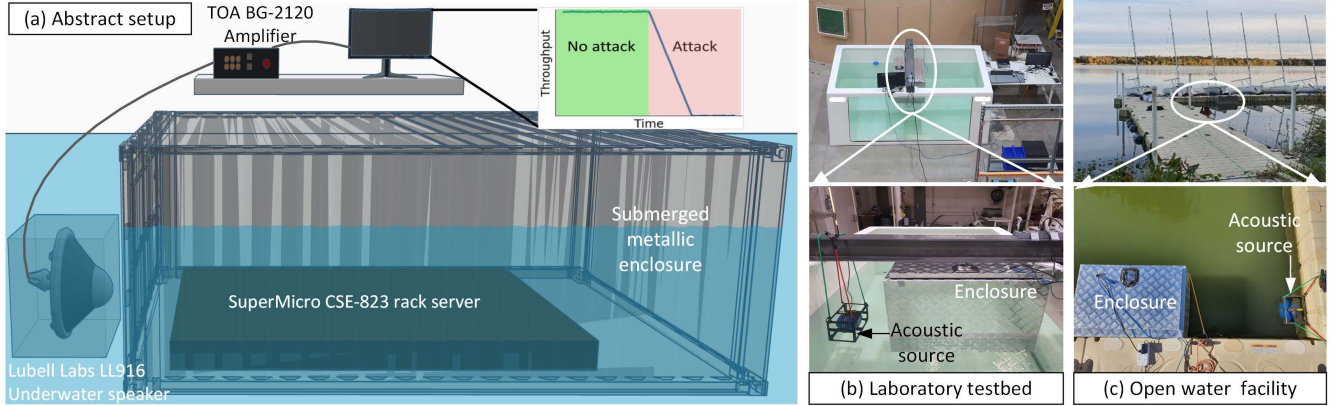 (a) Abstract setup
TOA BG-2120
Amplifier
Throughput
No attack
Attack
Time
Submerged
metallic
enclosure
SuperMicro CSE-823 rack server
Lubell Labs LL916
Underwater speaker
Enclosure
Acoustic
source
(b) Laboratory testbed
Acoustic
source
Enclosure
(c) Open water facility